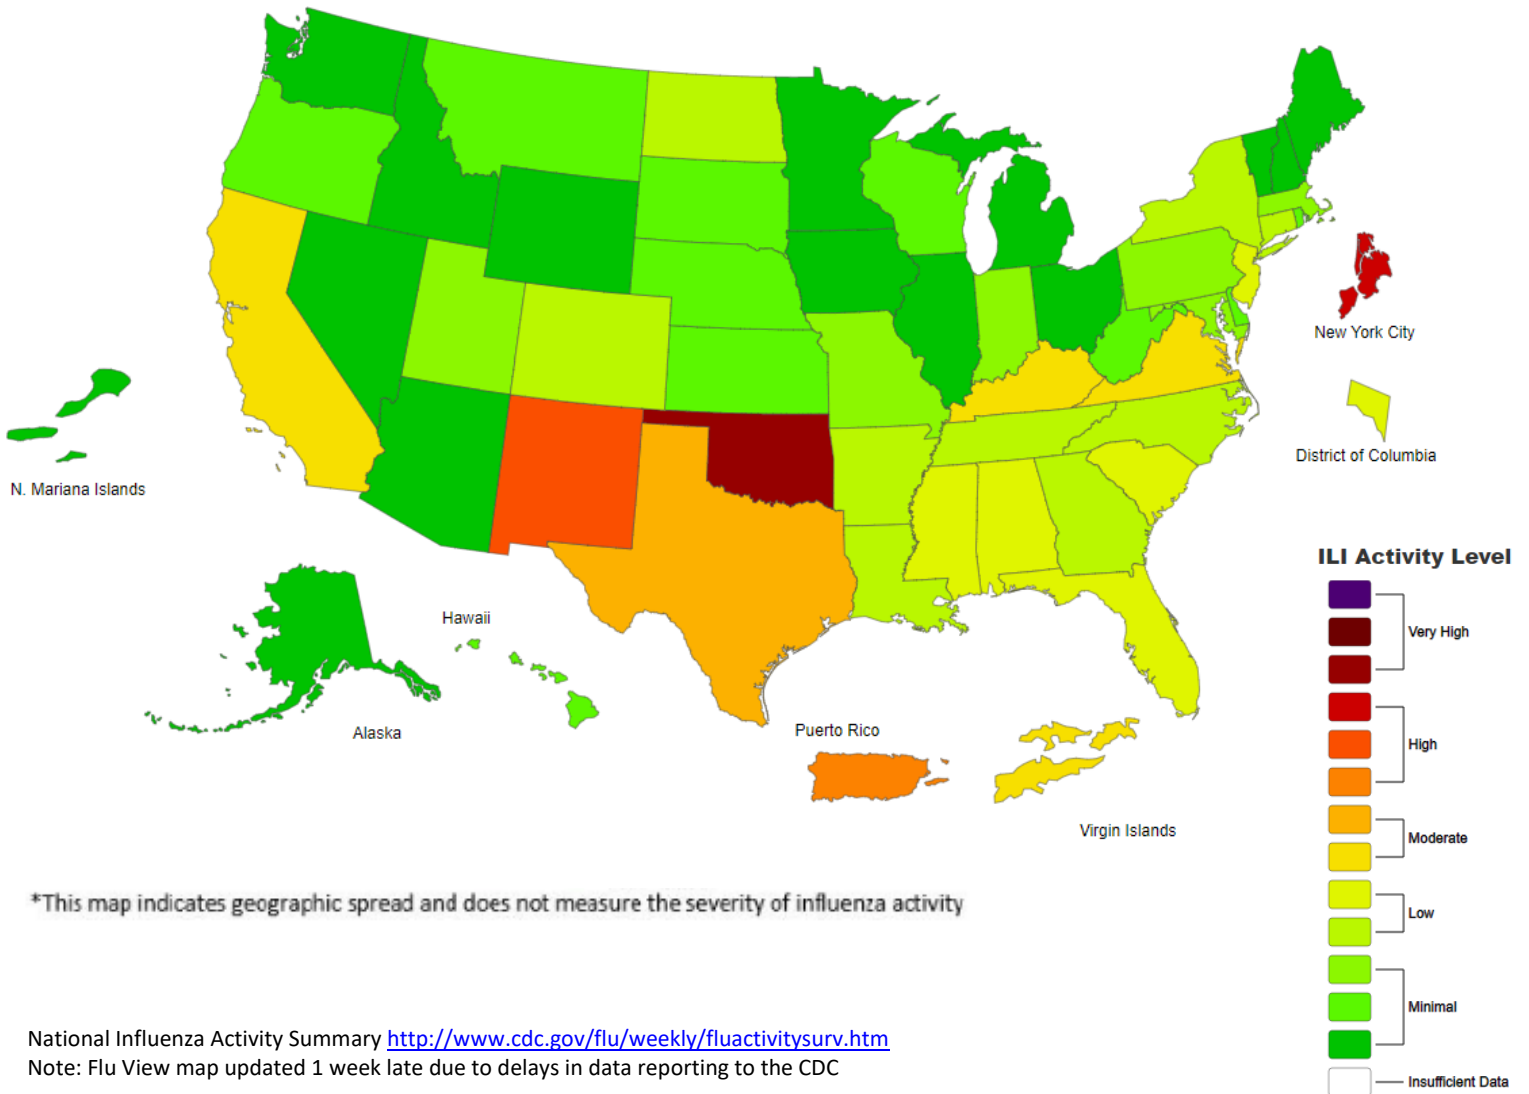 New York City
District of Columbia
N. Mariana Islands
ILI Activity Level
Very High
High
Moderate
Low
Minimal
Insufficient Data
Hawaii
Alaska
Puerto Rico
Virgin Islands
*This map indicates geographic spread and does not measure the severity of influenza activity
National Influenza Activity Summary http://www.cdc.gov/flu/weekly/fluactivitysurv.htm
Note: Flu View map updated 1 week late due to delays in data reporting to the CDC